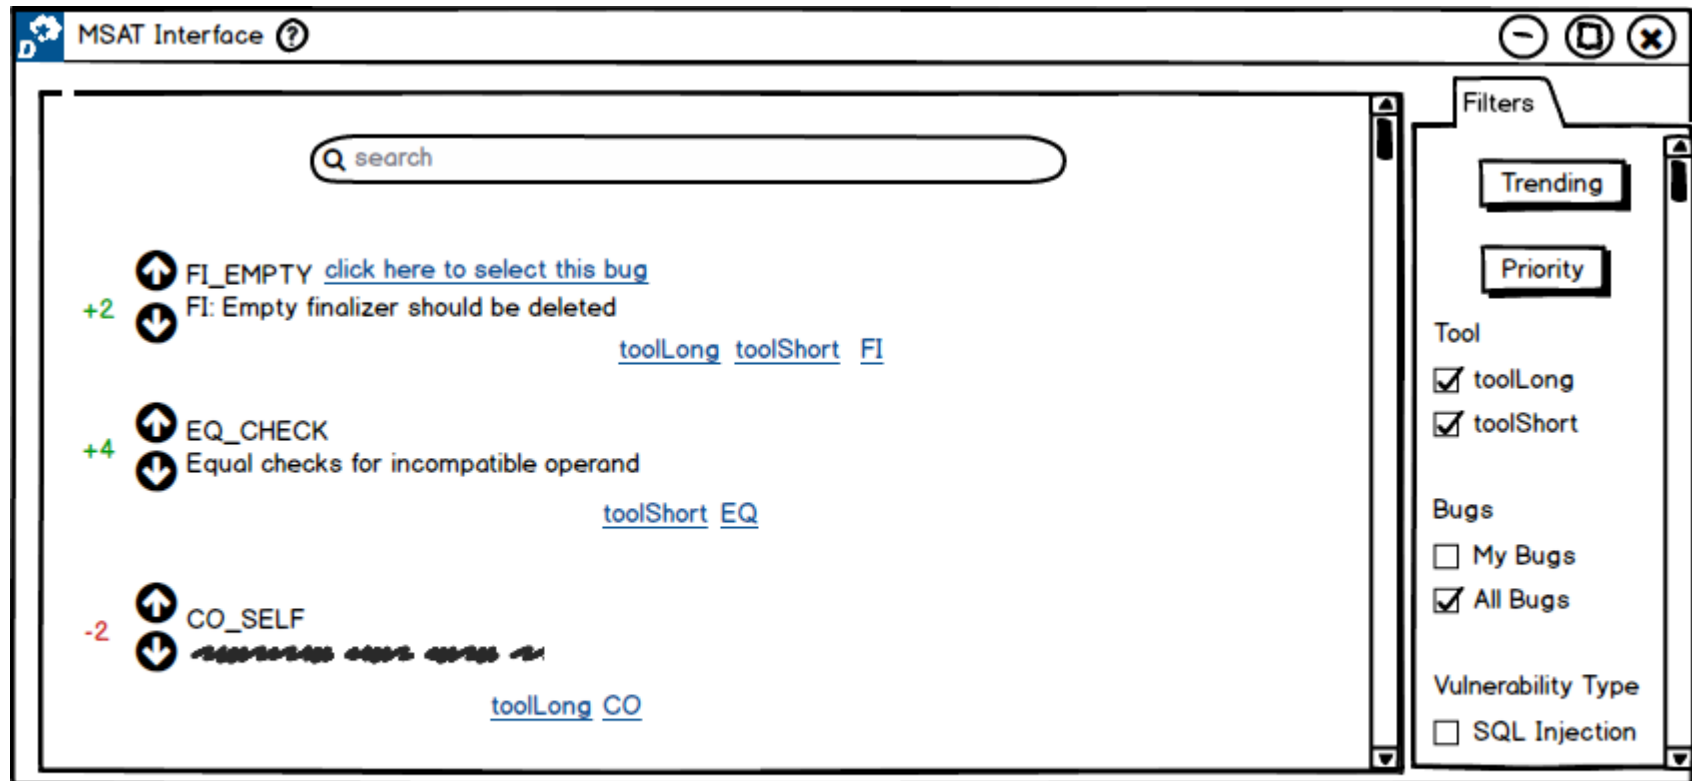 D
MSAT Interface ?
search
FI_EMPTY click here to select this bug
+2
FI: Empty finalizer should be deleted
toolLong toolShort FI
EQ_CHECK
+4
Equal checks for incompatible operand
toolShort EQ
CO_SELF
-2
toolLong CO
Filters
Trending
Priority
Tool
toolLong
toolShort
Bugs
My Bugs
All Bugs
Vulnerability Type
SQL Injection